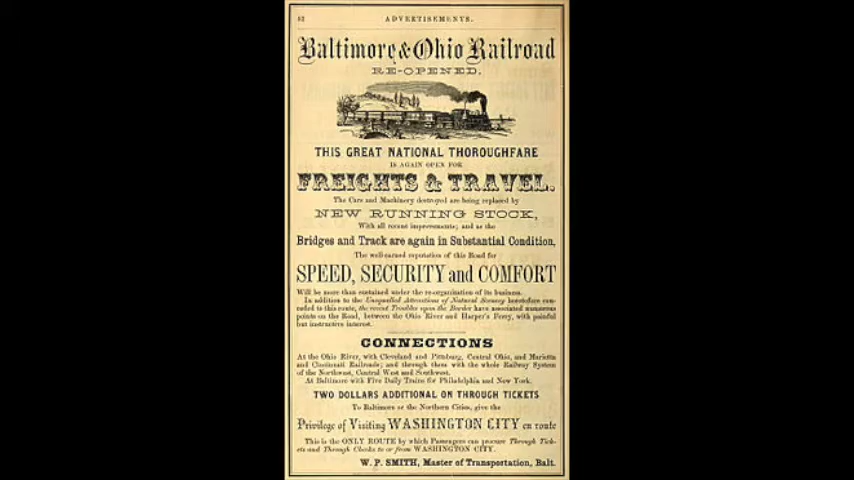 82 ADVERTISEMENTS.
Baltimore & Ohio Railroad
RE-OPENED.
THIS GREAT NATIONAL THOROUGHFARE
IS AGAIN OPEN FOR
FREIGHTS & TRAVEL.
The Cars and Machinery destroyed are being replaced by
NEW RUNNING STOCK,
With all recent improvements; and as the
Bridges and Track are again in Substantial Condition,
The well-earned reputation of this Road for
SPEED, SECURITY and COMFORT
Will be more than sustained under the re-organization of its business.
In addition to the Unequalled Attractions of Natural Scenery heretofore con-
ceded to this route, the recent Troubles upon the Border have associated numerous
points on the Road, between the Ohio River and Harper's Ferry, with painful
but instructive interest.
CONNECTIONS
At the Ohio River, with Cleveland and Pittsburg, Central Ohio, and Marietta
and Cincinnati Railroads; and through them with the whole Railway System
of the Northwest, Central West and Southwest.
At Baltimore with Five Daily Trains for Philadelphia and New York.
TWO DOLLARS ADDITIONAL ON THROUGH TICKETS
To Baltimore or the Northern Cities, give the
Privilege of Visiting WASHINGTON CITY en route
This is the ONLY ROUTE by which Passengers can procure Through Tick-
ets and Through Checks to or from WASHINGTON CITY.
W. P. SMITH, Master of Transportation, Balt.